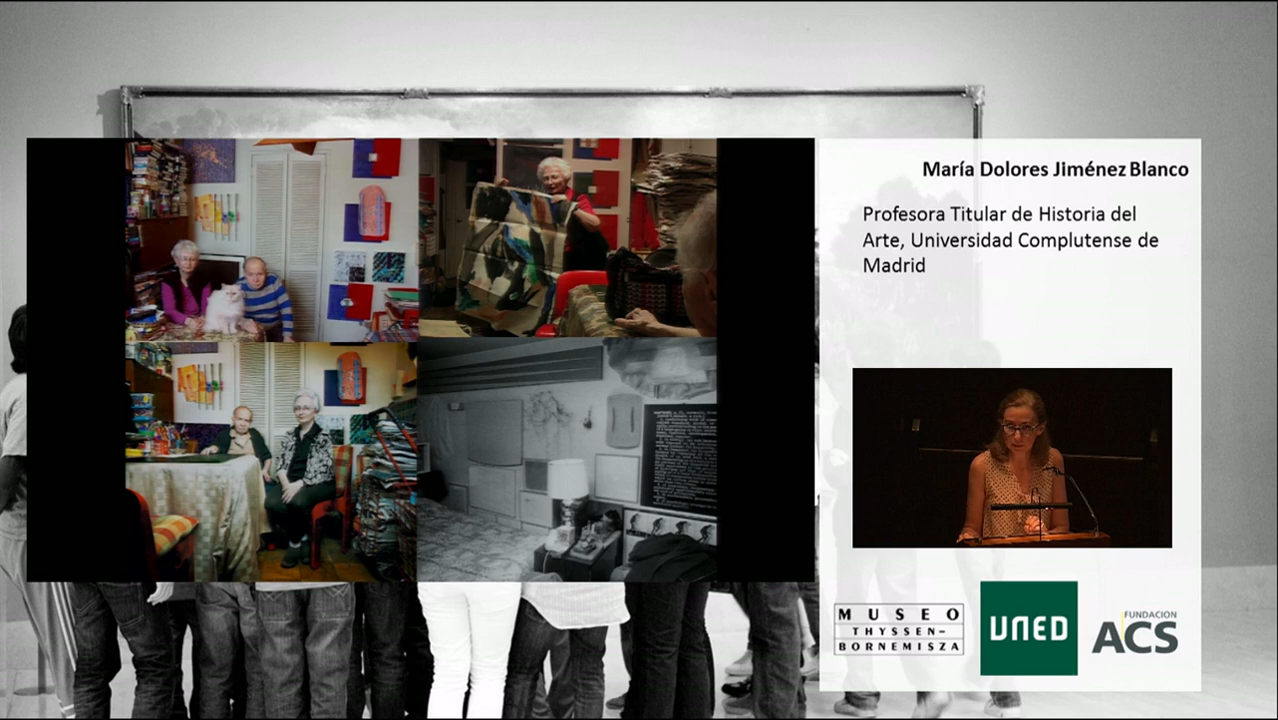 María Dolores Jiménez Blanco
Profesora Titular de Historia del
Arte, Universidad Complutense de
Madrid
MUSEO
THYSSEN-
BORNEMISZA
UNED
FUNDACION
ACS